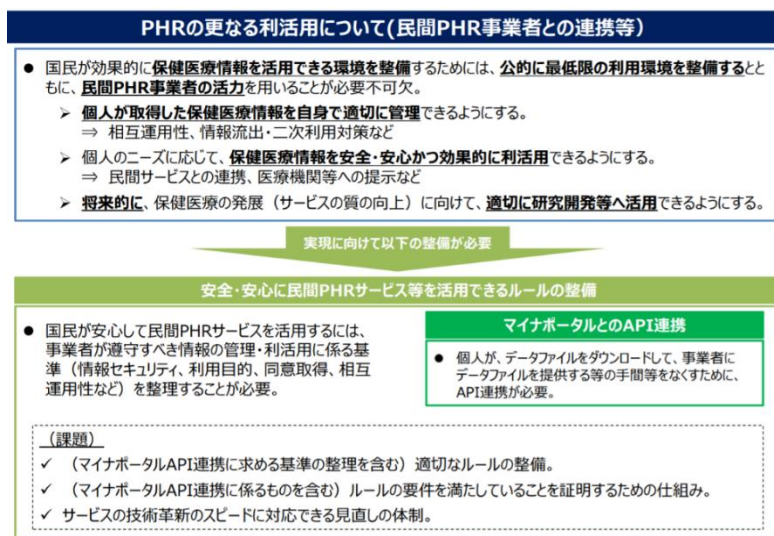 PHRの更なる利活用について(民間PHR事業者との連携等）
● 国民が効果的に保健医療情報を活用できる環境を整備するためには、公的に最低限の利用環境を整備するとと
もに、民間PHR事業者の活力を用いることが必要不可欠。
➢ 個人が取得した保健医療情報を自身で適切に管理できるようにする。
⇒ 相互運用性、情報流出・二次利用対策など
➢ 個人のニーズに応じて、保健医療情報を安全・安心かつ効果的に利活用できるようにする。
⇒ 民間サービスとの連携、医療機関等への提示など
➢ 将来的に、保健医療の発展（サービスの質の向上）に向けて、適切に研究開発等へ活用できるようにする。
実現に向けて以下の整備が必要
安全・安心に民間PHRサービス等を活用できるルールの整備
● 国民が安心して民間PHRサービスを活用するには、
事業者が遵守すべき情報の管理・利活用に係る基
準（情報セキュリティ、利用目的、同意取得、相互
運用性など）を整理することが必要。
マイナポータルとのAPI連携
● 個人が、データファイルをダウンロードして、事業者に
データファイルを提供する等の手間等をなくすために、
API連携が必要。
（課題）
✓ （マイナポータルAPI連携に求める基準の整理を含む）適切なルールの整備。
✓ （マイナポータルAPI連携に係るものを含む）ルールの要件を満たしていることを証明するための仕組み。
✓ サービスの技術革新のスピードに対応できる見直しの体制。